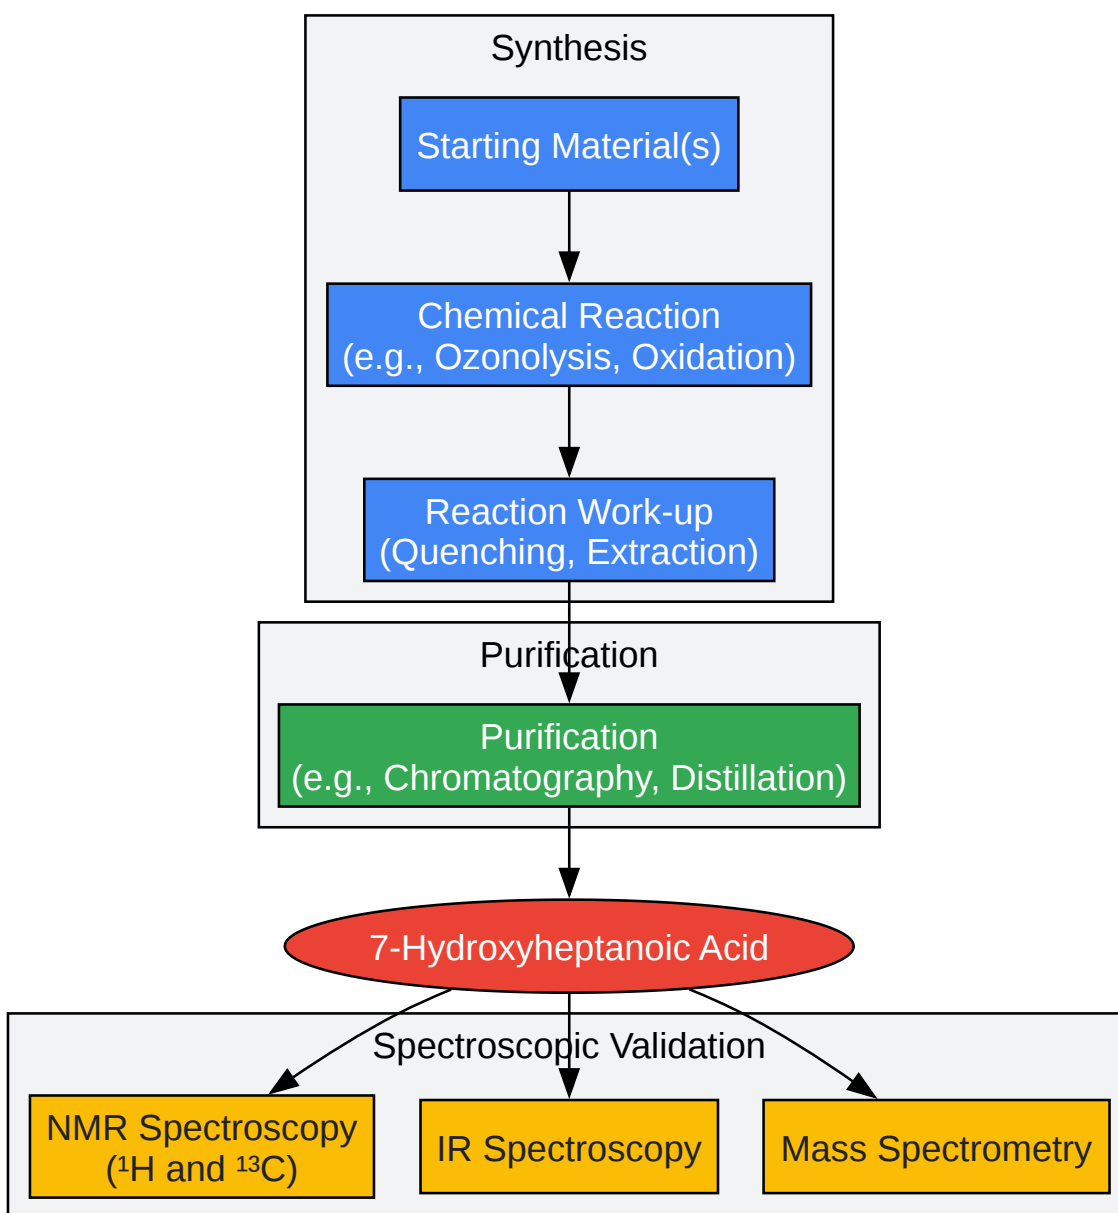 Synthesis
Starting Material(s)
Chemical Reaction
(e.g., Ozonolysis, Oxidation)
Reaction Work-up
(Quenching, Extraction)
Purification
Purification
(e.g., Chromatography, Distillation)
7-Hydroxyheptanoic Acid
Spectroscopic Validation
NMR Spectroscopy
(¹H and ¹³C)
IR Spectroscopy
Mass Spectrometry